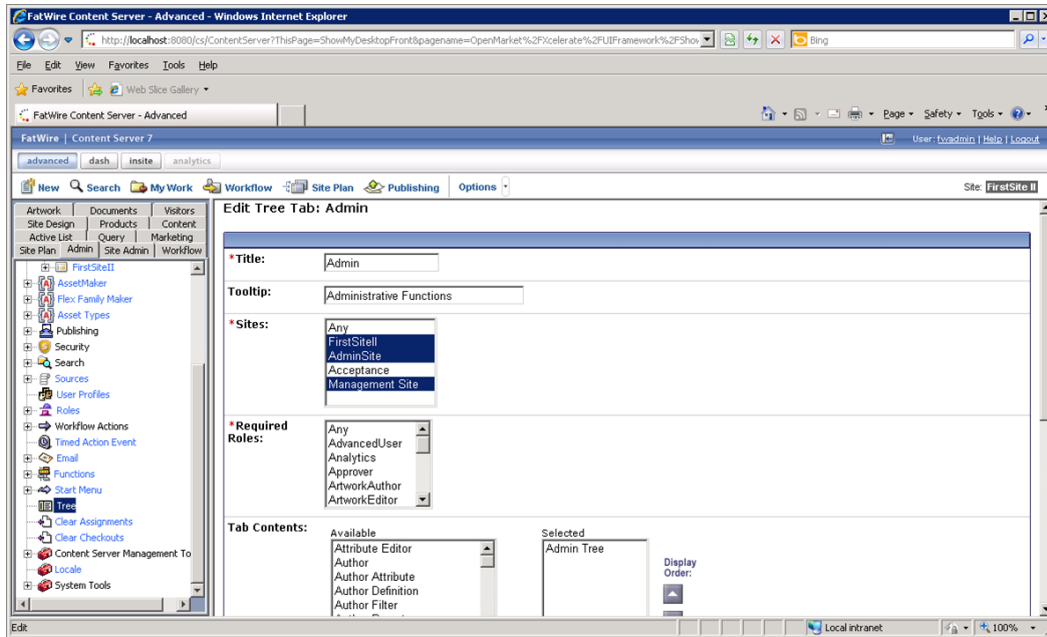 FatWire Content Server - Advanced - Windows Internet Explorer
http://localhost:8080/cs/ContentServer?ThisPage=ShowMyDesktopFront&pagename=OpenMarket%2FXcelerate%2FUIFramework%2FShov
Bing
File Edit View Favorites Tools Help
Favorites Web Slice Gallery
FatWire Content Server - Advanced
Page Safety Tools
FatWire | Content Server 7
User: fwadmin | Help | Logout
advanced dash insite analytics
New Search My Work Workflow Site Plan Publishing Options
Site: FirstSite II
Artwork Documents Visitors
Site Design Products Content
Active List Query Marketing
Site Plan Admin Site Admin Workflow
FirstSiteII
AssetMaker
Flex Family Maker
Asset Types
Publishing
Security
Search
Sources
User Profiles
Roles
Workflow Actions
Timed Action Event
Email
Functions
Start Menu
Tree
Clear Assignments
Clear Checkouts
Content Server Management To
Locale
System Tools
Edit Tree Tab: Admin
*Title:
Admin
Tooltip:
Administrative Functions
*Sites:
Any
FirstSiteII
AdminSite
Acceptance
Management Site
*Required
Roles:
Any
AdvancedUser
Analytics
Approver
ArtworkAuthor
ArtworkEditor
Tab Contents:
Available
Attribute Editor
Author
Author Attribute
Author Definition
Author Filter
Selected
Admin Tree
Display
Order:
Edit
Local intranet
100%